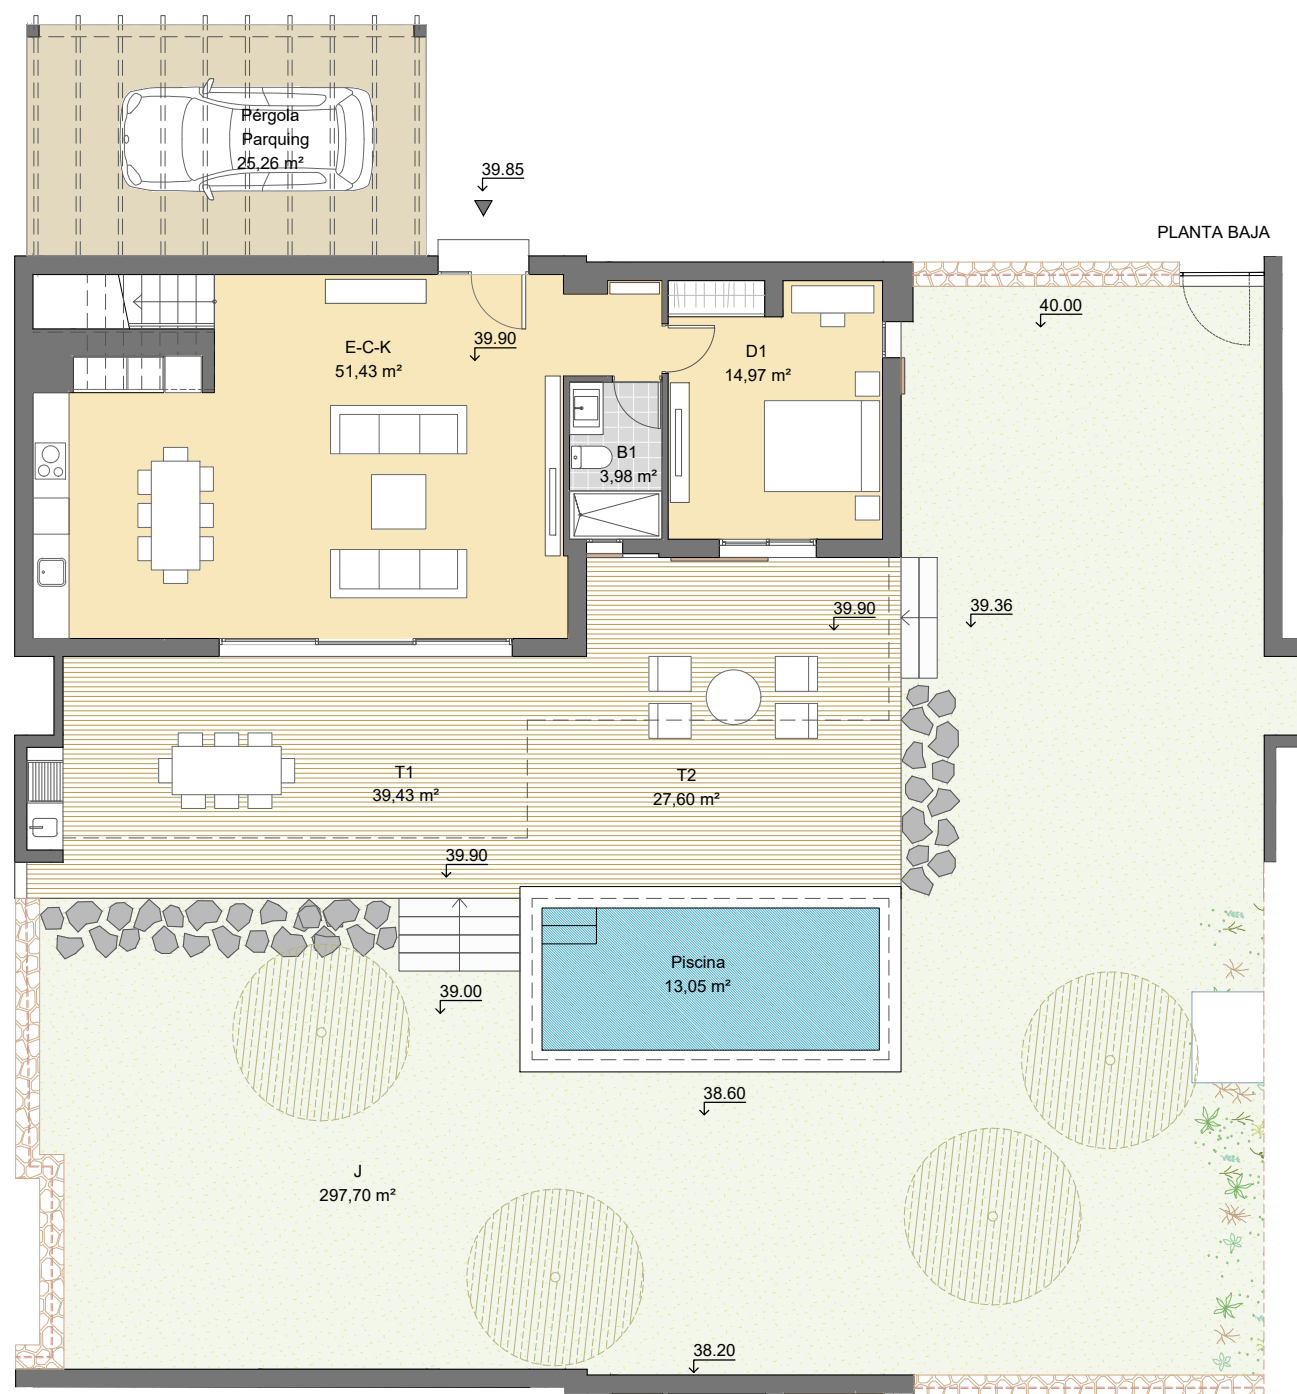 Pérgola
Parquing
25,26 m²
39.85
PLANTA BAJA
40.00
39.90
E-C-K
51,43 m²
D1
14,97 m²
B1
3,98 m²
39.90
39.36
T1
39,43 m²
T2
27,60 m²
39.90
Piscina
13,05 m²
39.00
38.60
J
297,70 m²
38.20